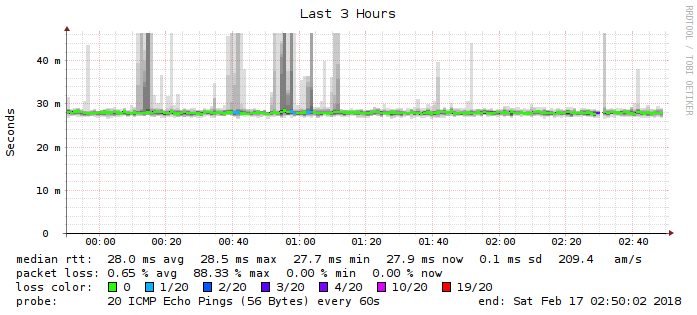 Last 3 Hours
RRDTOOL / TOBI OETIKER
Seconds
40 m
30 m
20 m
10 m
0
00:00 00:20 00:40 01:00 01:20 01:40 02:00 02:20 02:40
median rtt: 28.0 ms avg 28.5 ms max 27.7 ms min 27.9 ms now 0.1 ms sd 209.4 am/s
packet loss: 0.65 % avg 88.33 % max 0.00 % min 0.00 % now
loss color: 0 1/20 2/20 3/20 4/20 10/20 19/20
probe: 20 ICMP Echo Pings (56 Bytes) every 60s end: Sat Feb 17 02:50:02 2018